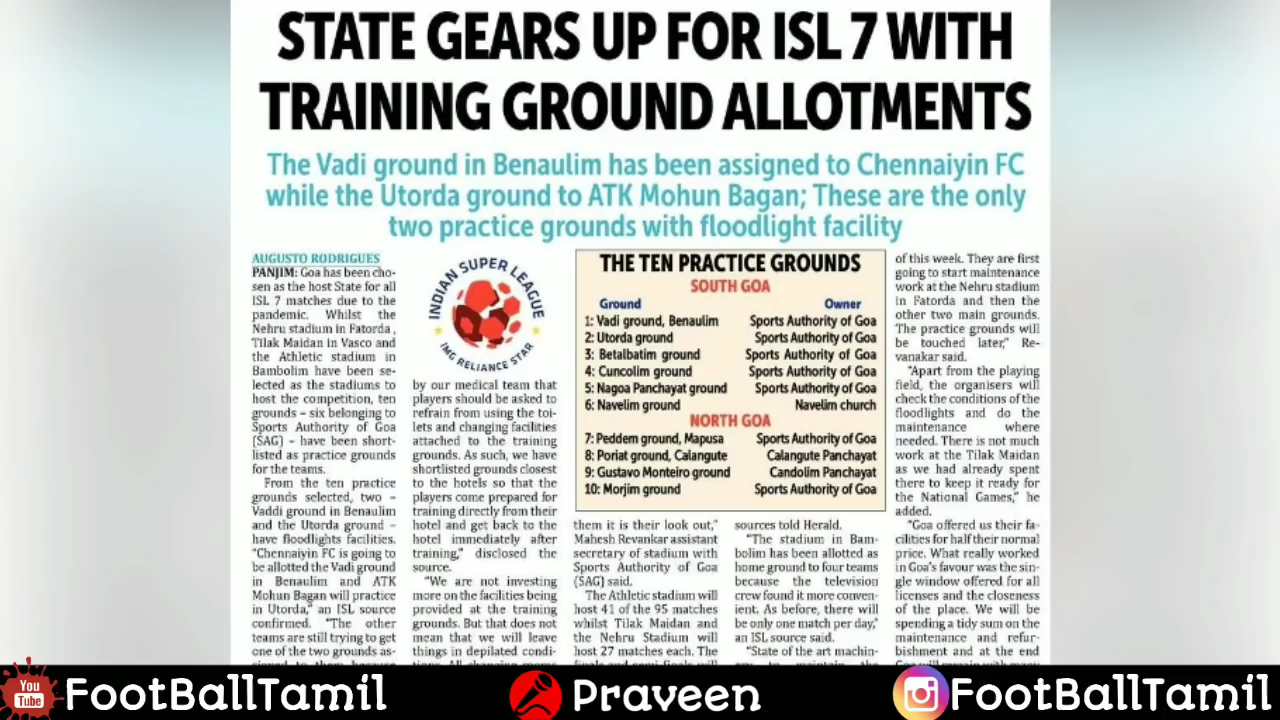 STATE GEARS UP FOR ISL 7 WITH
TRAINING GROUND ALLOTMENTS
The Vadi ground in Benaulim has been assigned to Chennaiyin FC
while the Utorda ground to ATK Mohun Bagan; These are the only
two practice grounds with floodlight facility
AUGUSTO RODRIGUES
PANJIM: Goa has been cho-
sen as the host State for all
ISL 7 matches due to the
pandemic. Whilst the
Nehru stadium in Fatorda ,
Tilak Maidan in Vasco and
the Athletic stadium in
Bambolim have been se-
lected as the stadiums to
host the competition, ten
grounds – six belonging to
Sports Authority of Goa
(SAG) – have been short-
listed as practice grounds
for the teams.
From the ten practice
grounds selected, two –
Vaddi ground in Benaulim
and the Utorda ground –
have floodlights facilities.
"Chennaiyin FC is going to
be allotted the Vadi ground
in Benaulim and ATK
Mohun Bagan will practice
in Utorda," an ISL source
confirmed. "The other
teams are still trying to get
one of the two grounds as-
signed to them because
INDIAN SUPER LEAGUE
IMG RELIANCE STAR
by our medical team that
players should be asked to
refrain from using the toi-
lets and changing facilities
attached to the training
grounds. As such, we have
shortlisted grounds closest
to the hotels so that the
players come prepared for
training directly from their
hotel and get back to the
hotel immediately after
training," disclosed the
source.
"We are not investing
more on the facilities being
provided at the training
grounds. But that does not
mean that we will leave
things in depilated condi-
tions. All changing rooms
THE TEN PRACTICE GROUNDS
SOUTH GOA
Ground Owner
1: Vadi ground, Benaulim Sports Authority of Goa
2: Utorda ground Sports Authority of Goa
3: Betalbatim ground Sports Authority of Goa
4: Cuncolim ground Sports Authority of Goa
5: Nagoa Panchayat ground Sports Authority of Goa
6: Navelim ground Navelim church
NORTH GOA
7: Peddem ground, Mapusa Sports Authority of Goa
8: Poriat ground, Calangute Calangute Panchayat
9: Gustavo Monteiro ground Candolim Panchayat
10: Morjim ground Sports Authority of Goa
them it is their look out,"
Mahesh Revankar assistant
secretary of stadium with
Sports Authority of Goa
(SAG) said.
The Athletic stadium will
host 41 of the 95 matches
whilst Tilak Maidan and
the Nehru Stadium will
host 27 matches each. The
finals and semi-finals will
sources told Herald.
"The stadium in Bam-
bolim has been allotted as
home ground to four teams
because the television
crew found it more conven-
ient. As before, there will
be only one match per day,"
an ISL source said.
"State of the art machin-
ery to maintain the
of this week. They are first
going to start maintenance
work at the Nehru stadium
in Fatorda and then the
other two main grounds.
The practice grounds will
be touched later," Re-
vanakar said.
"Apart from the playing
field, the organisers will
check the conditions of the
floodlights and do the
maintenance where
needed. There is not much
work at the Tilak Maidan
as we had already spent
there to keep it ready for
the National Games," he
added.
"Goa offered us their fa-
cilities for half their normal
price. What really worked
in Goa's favour was the sin-
gle window offered for all
licenses and the closeness
of the place. We will be
spending a tidy sum on the
maintenance and refur-
bishment and at the end
Goa will remain with many
You
Tube
FootBallTamil
Praveen
FootBallTamil